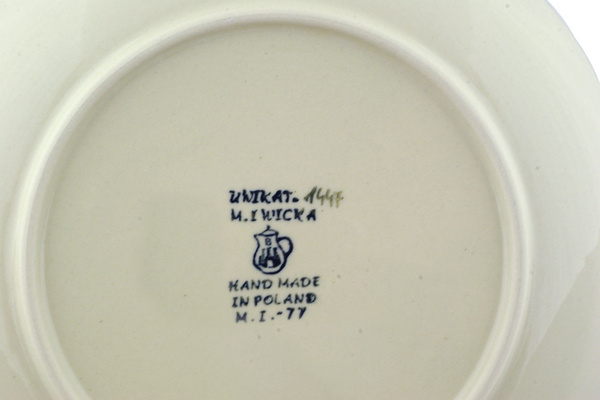 UNIKAT.
M.IWICKA
B
HAND MADE
IN POLAND
M.I.-77